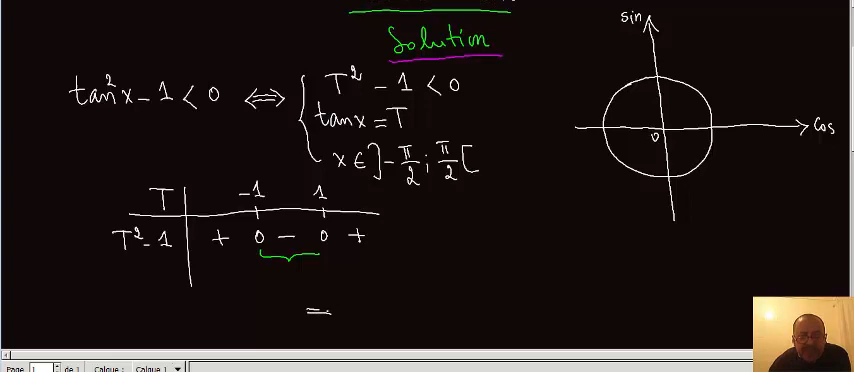 Solution
sin
tan²x - 1 < 0 ⟺ { T² - 1 < 0
tanx = T
x ∈ ]-π/2 ; π/2[
cos
0
T -1 1
T² - 1 + 0 - 0 +
=
Page 1 de 1 Calque : Calque 1